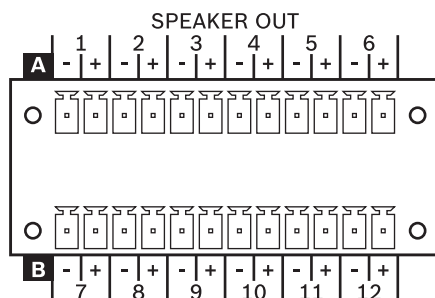 SPEAKER OUT
1 2 3 4 5 6
A - + - + - + - + - + - +
B - + - + - + - + - + - +
7 8 9 10 11 12